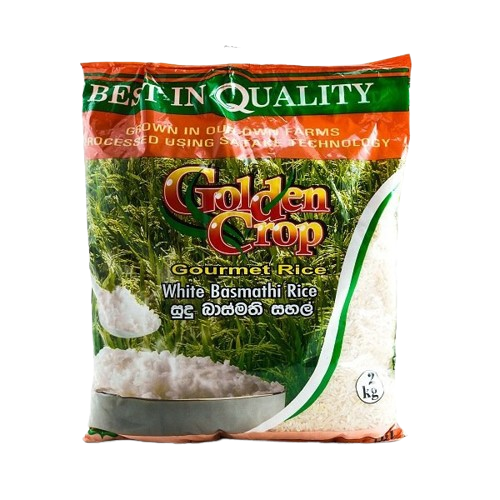 BEST IN QUALITY
GROWN IN OUR OWN FARMS
PROCESSED USING SATAKE TECHNOLOGY
Golden
Crop
Gourmet Rice
White Basmathi Rice
සුදු බාස්මති සහල්
2
kg